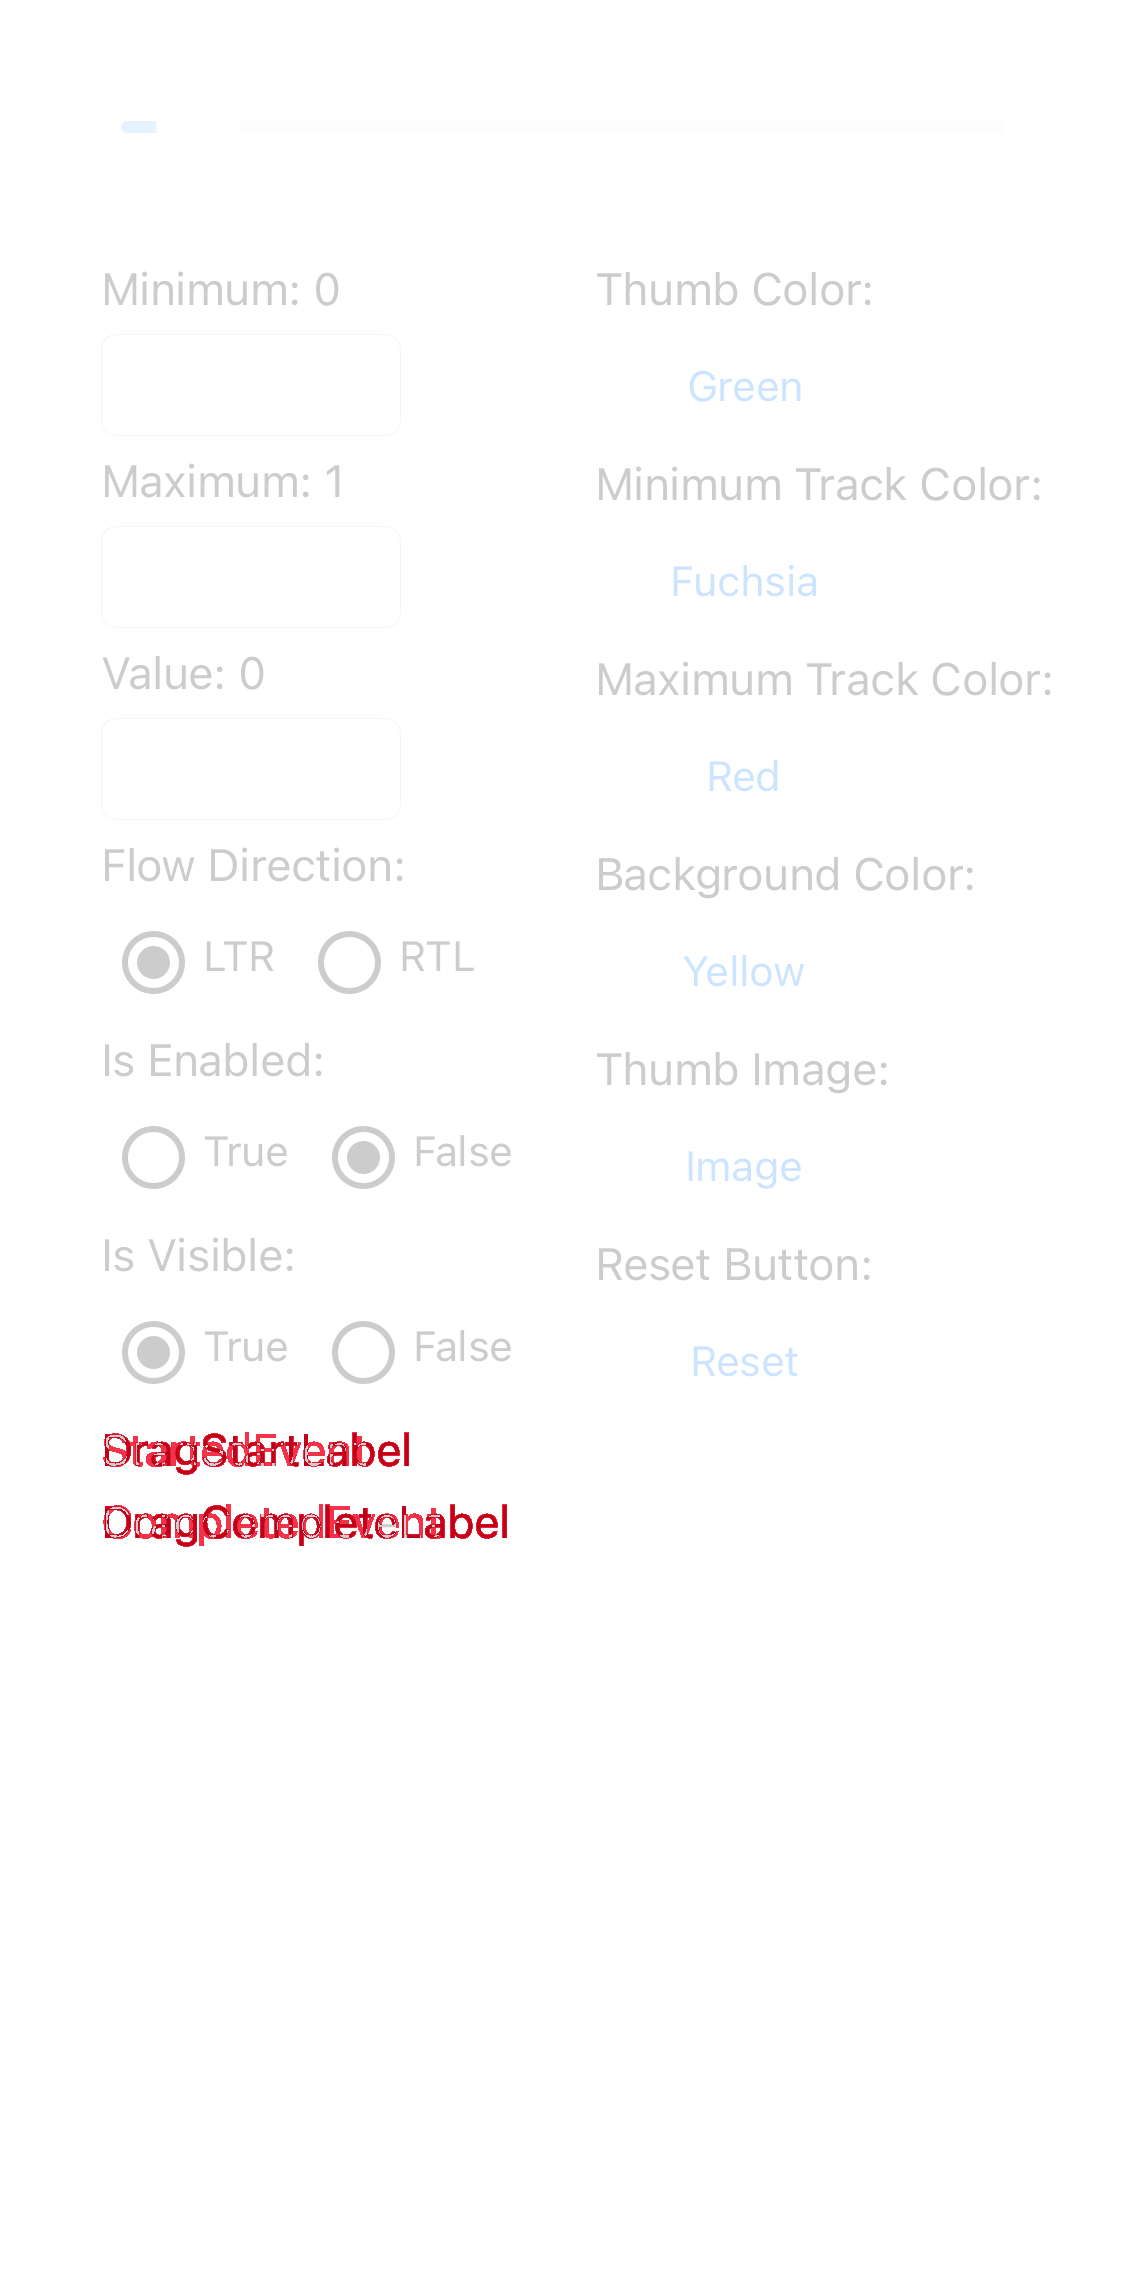 Minimum: 0
Maximum: 1
Value: 0
Flow Direction:
LTR RTL
Is Enabled:
True False
Is Visible:
True False
Thumb Color:
Green
Minimum Track Color:
Fuchsia
Maximum Track Color:
Red
Background Color:
Yellow
Thumb Image:
Image
Reset Button:
Reset
DragStartLabel
DragCompleteLabel